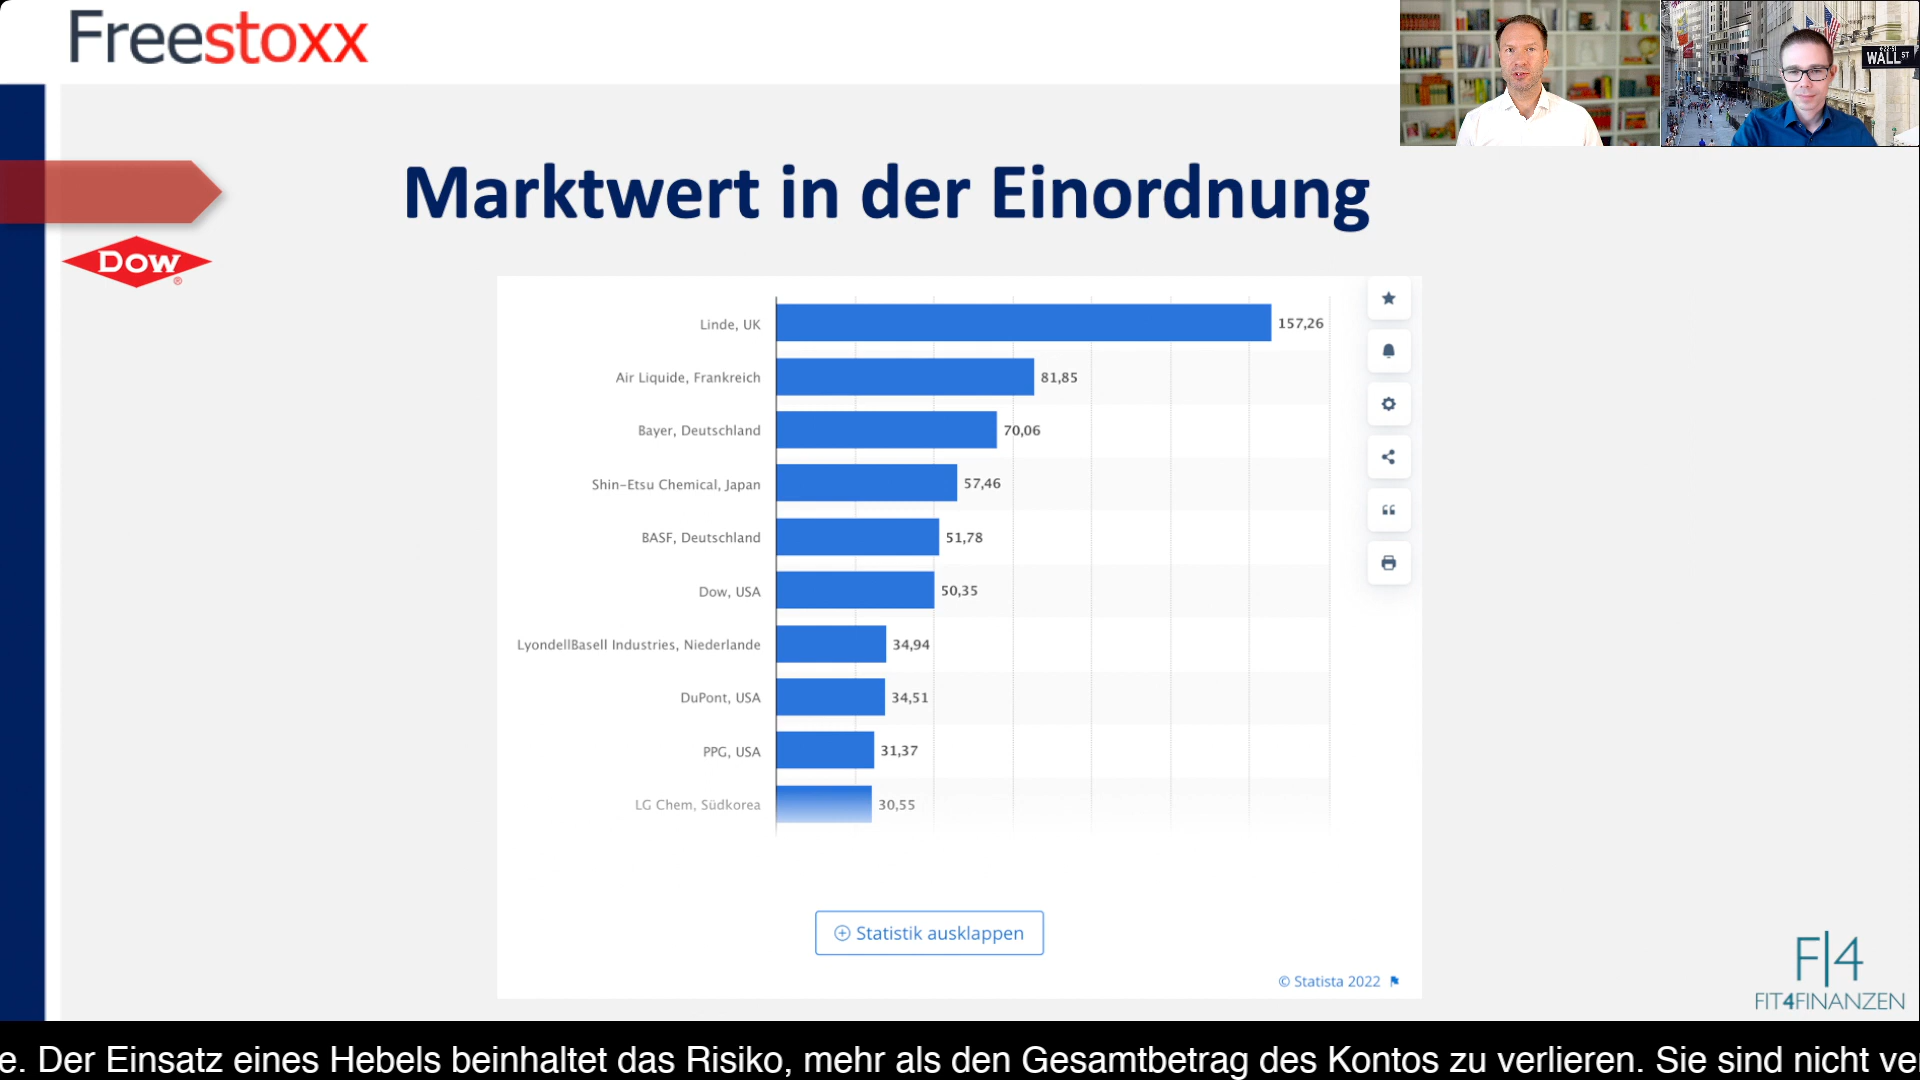 Freestoxx
WALL ST
Marktwert in der Einordnung
Dow
®
Linde, UK 157,26
Air Liquide, Frankreich 81,85
Bayer, Deutschland 70,06
Shin-Etsu Chemical, Japan 57,46
BASF, Deutschland 51,78
Dow, USA 50,35
LyondellBasell Industries, Niederlande 34,94
DuPont, USA 34,51
PPG, USA 31,37
LG Chem, Südkorea 30,55
Statistik ausklappen
© Statista 2022
F|4
FIT4FINANZEN
e. Der Einsatz eines Hebels beinhaltet das Risiko, mehr als den Gesamtbetrag des Kontos zu verlieren. Sie sind nicht ver